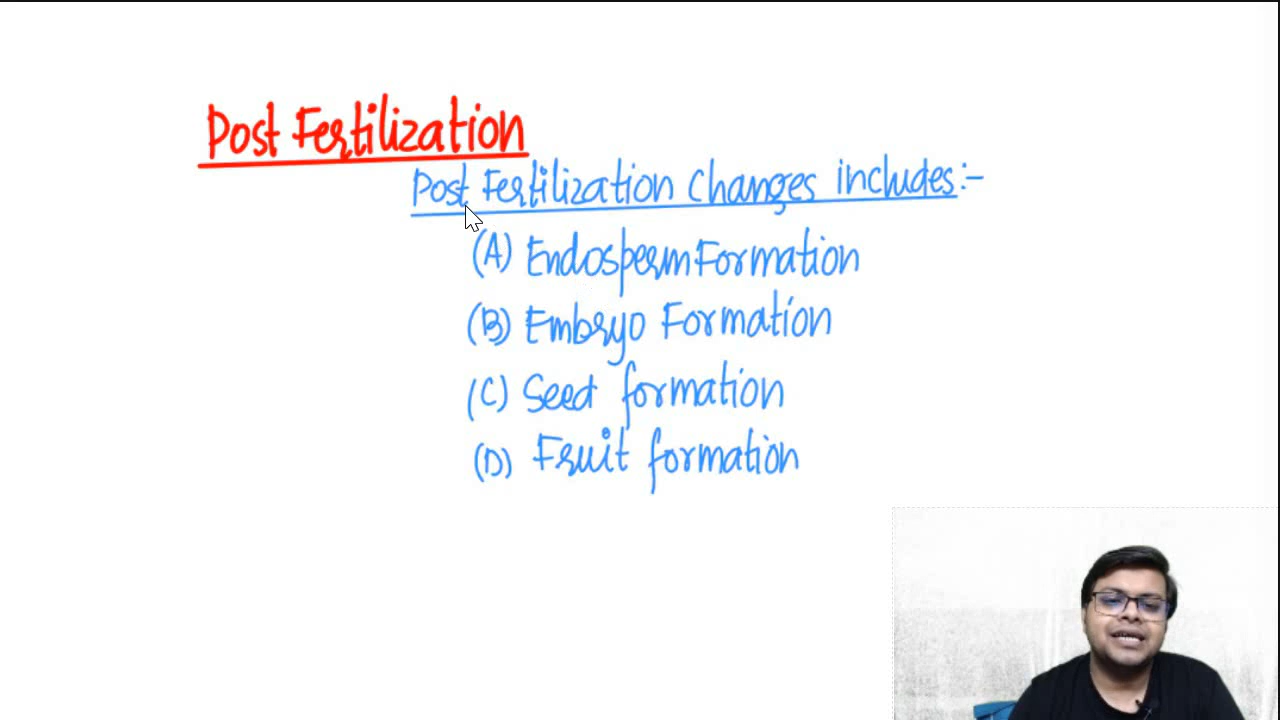 Post Fertilization
Post Fertilization Changes includes:-
(A) Endosperm Formation
(B) Embryo Formation
(C) Seed formation
(D) Fruit formation